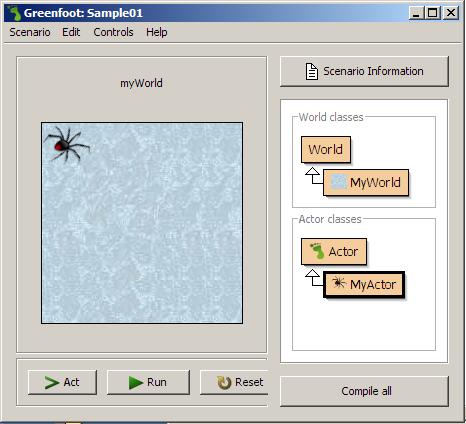 Greenfoot: Sample01
Scenario Edit Controls Help
myWorld
Scenario Information
World classes
World
MyWorld
Actor classes
Actor
MyActor
Act Run Reset
Compile all